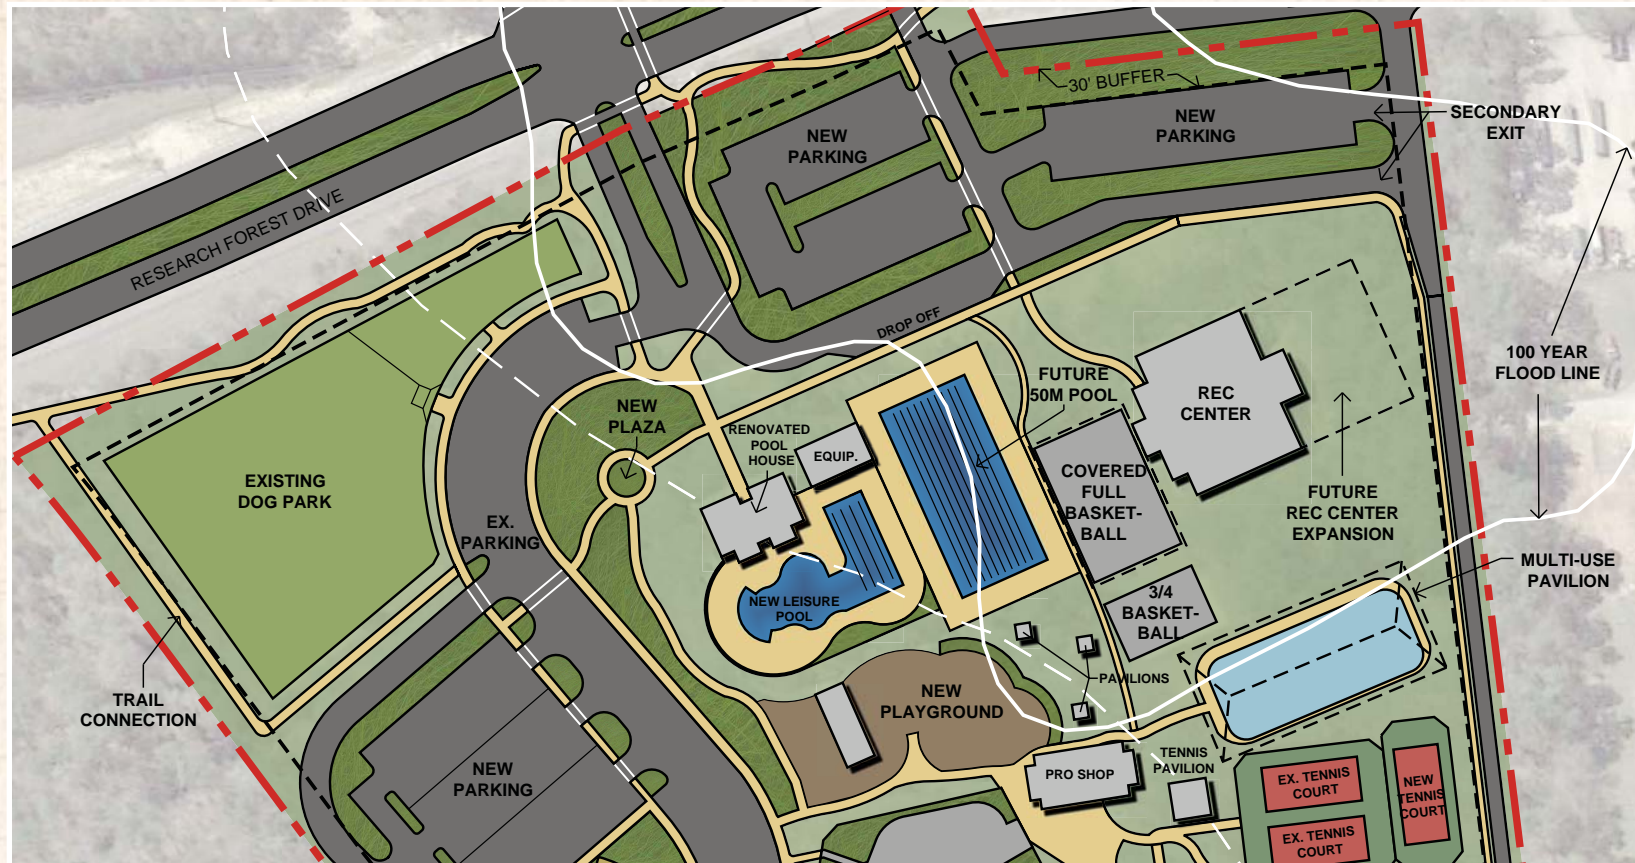 30' BUFFER
NEW
PARKING
NEW
PARKING
SECONDARY
EXIT
RESEARCH FOREST DRIVE
DROP OFF
100 YEAR
FLOOD LINE
FUTURE
50M POOL
REC
CENTER
NEW
PLAZA
RENOVATED
POOL
HOUSE
EQUIP.
EXISTING
DOG PARK
COVERED
FULL
BASKET-
BALL
FUTURE
REC CENTER
EXPANSION
EX.
PARKING
MULTI-USE
PAVILION
NEW LEISURE
POOL
3/4
BASKET-
BALL
PAVILIONS
TRAIL
CONNECTION
NEW
PLAYGROUND
NEW
PARKING
PRO SHOP
TENNIS
PAVILION
EX. TENNIS
COURT
NEW
TENNIS
COURT
EX. TENNIS
COURT